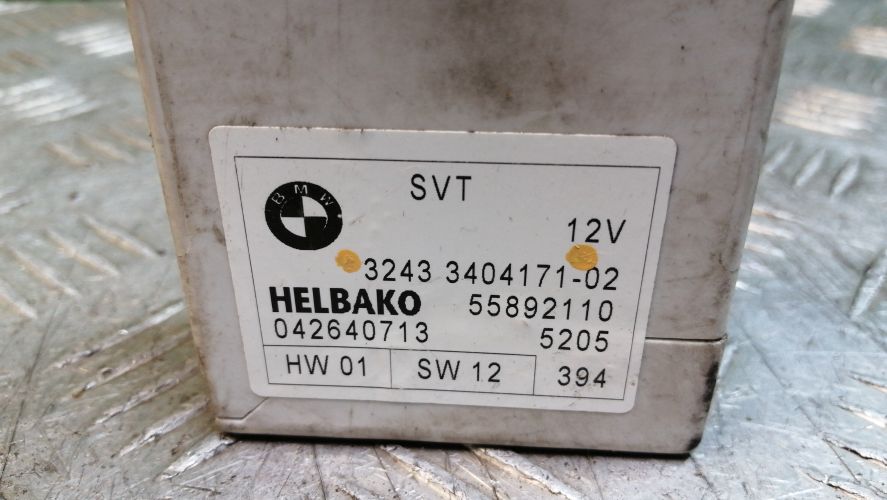 SVT
BMW
12V
3243 3404171-02
HELBAKO 55892110
042640713 5205
HW 01 SW 12 394